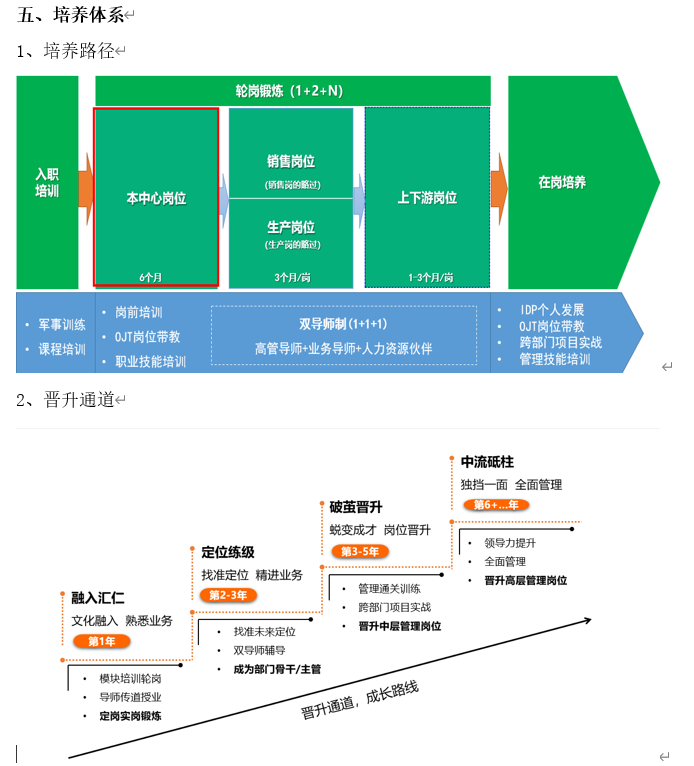 五、培养体系
1、培养路径
轮岗锻炼（1+2+N）
入职
培训
本中心岗位
6个月
销售岗位
(销售岗的略过)
生产岗位
(生产岗的略过)
3个月/岗
上下游岗位
1-3个月/岗
在岗培养
• 军事训练
• 课程培训
• 岗前培训
• OJT岗位带教
• 职业技能培训
双导师制(1+1+1)
高管导师+业务导师+人力资源伙伴
• IDP个人发展
• OJT岗位带教
• 跨部门项目实战
• 管理技能培训
2、晋升通道
中流砥柱
独挡一面 全面管理
第6+...年
• 领导力提升
• 全面管理
• 晋升高层管理岗位
破茧晋升
蜕变成才 岗位晋升
第3-5年
• 管理通关训练
• 跨部门项目实战
• 晋升中层管理岗位
定位练级
找准定位 精进业务
第2-3年
• 找准未来定位
• 双导师辅导
• 成为部门骨干/主管
融入汇仁
文化融入 熟悉业务
第1年
• 模块培训轮岗
• 导师传道授业
• 定岗实岗锻炼
晋升通道，成长路线